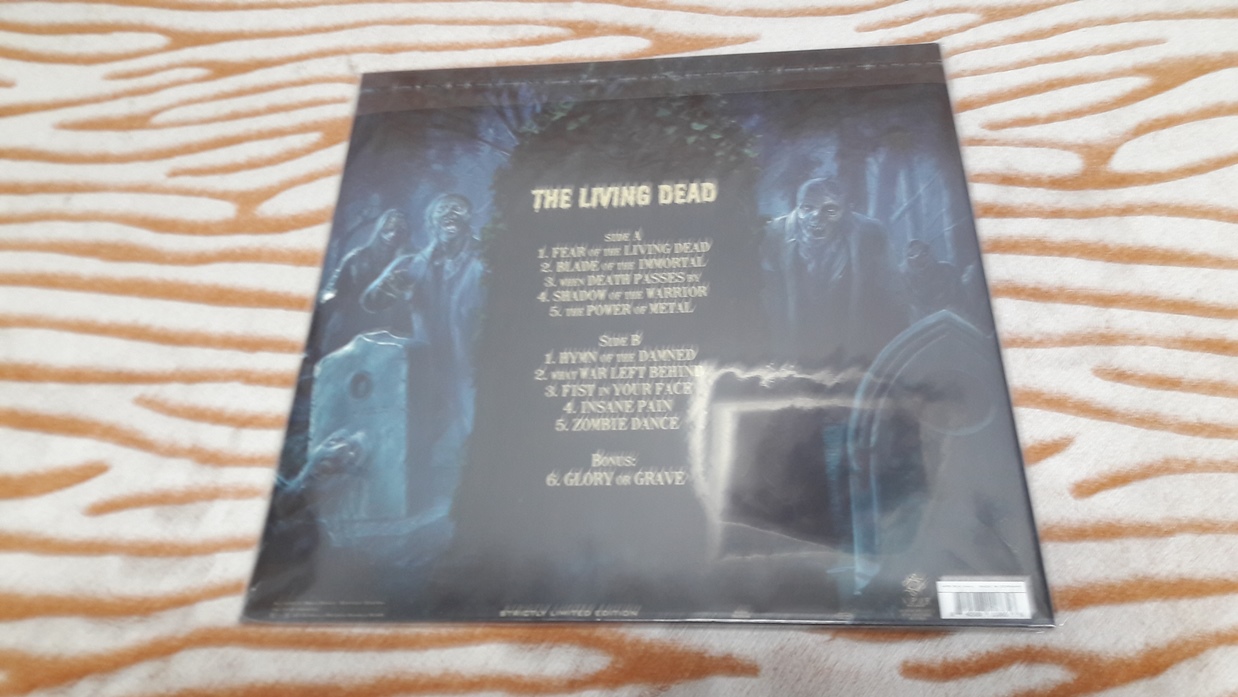 THE LIVING DEAD
SIDE A
1. FEAR OF THE LIVING DEAD
2. BLADE OF THE IMMORTAL
3. WHEN DEATH PASSES BY
4. SHADOW OF THE WARRIOR
5. THE POWER OF METAL
SIDE B
1. HYMN OF THE DAMNED
2. WHAT WAR LEFT BEHIND
3. FIST IN YOUR FACE
4. INSANE PAIN
5. ZOMBIE DANCE
BONUS:
6. GLORY OR GRAVE
STRICTLY LIMITED EDITION